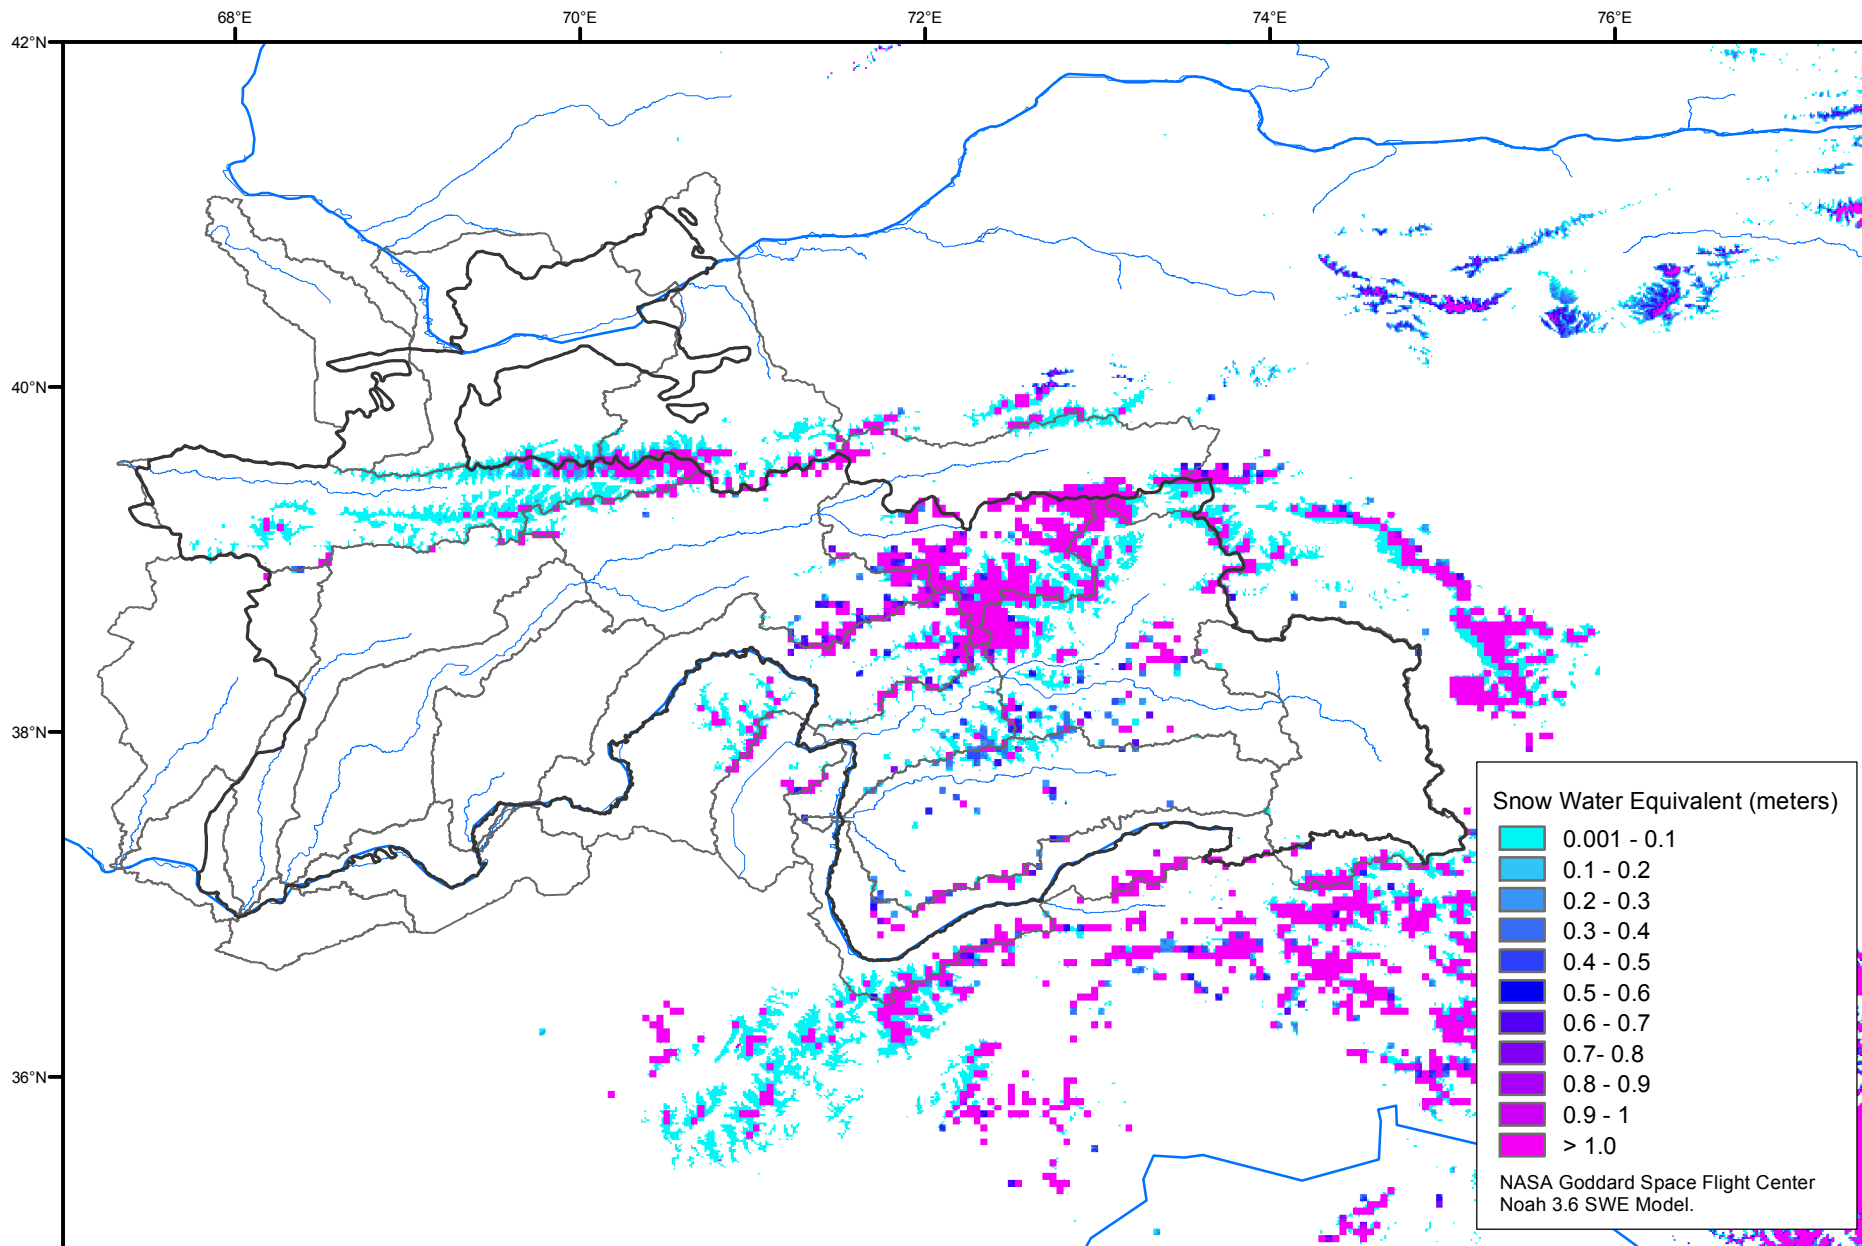 68°E 70°E 72°E 74°E 76°E
42°N
40°N
38°N
36°N
Snow Water Equivalent (meters)
0.001 - 0.1
0.1 - 0.2
0.2 - 0.3
0.3 - 0.4
0.4 - 0.5
0.5 - 0.6
0.6 - 0.7
0.7- 0.8
0.8 - 0.9
0.9 - 1
> 1.0
NASA Goddard Space Flight Center
Noah 3.6 SWE Model.